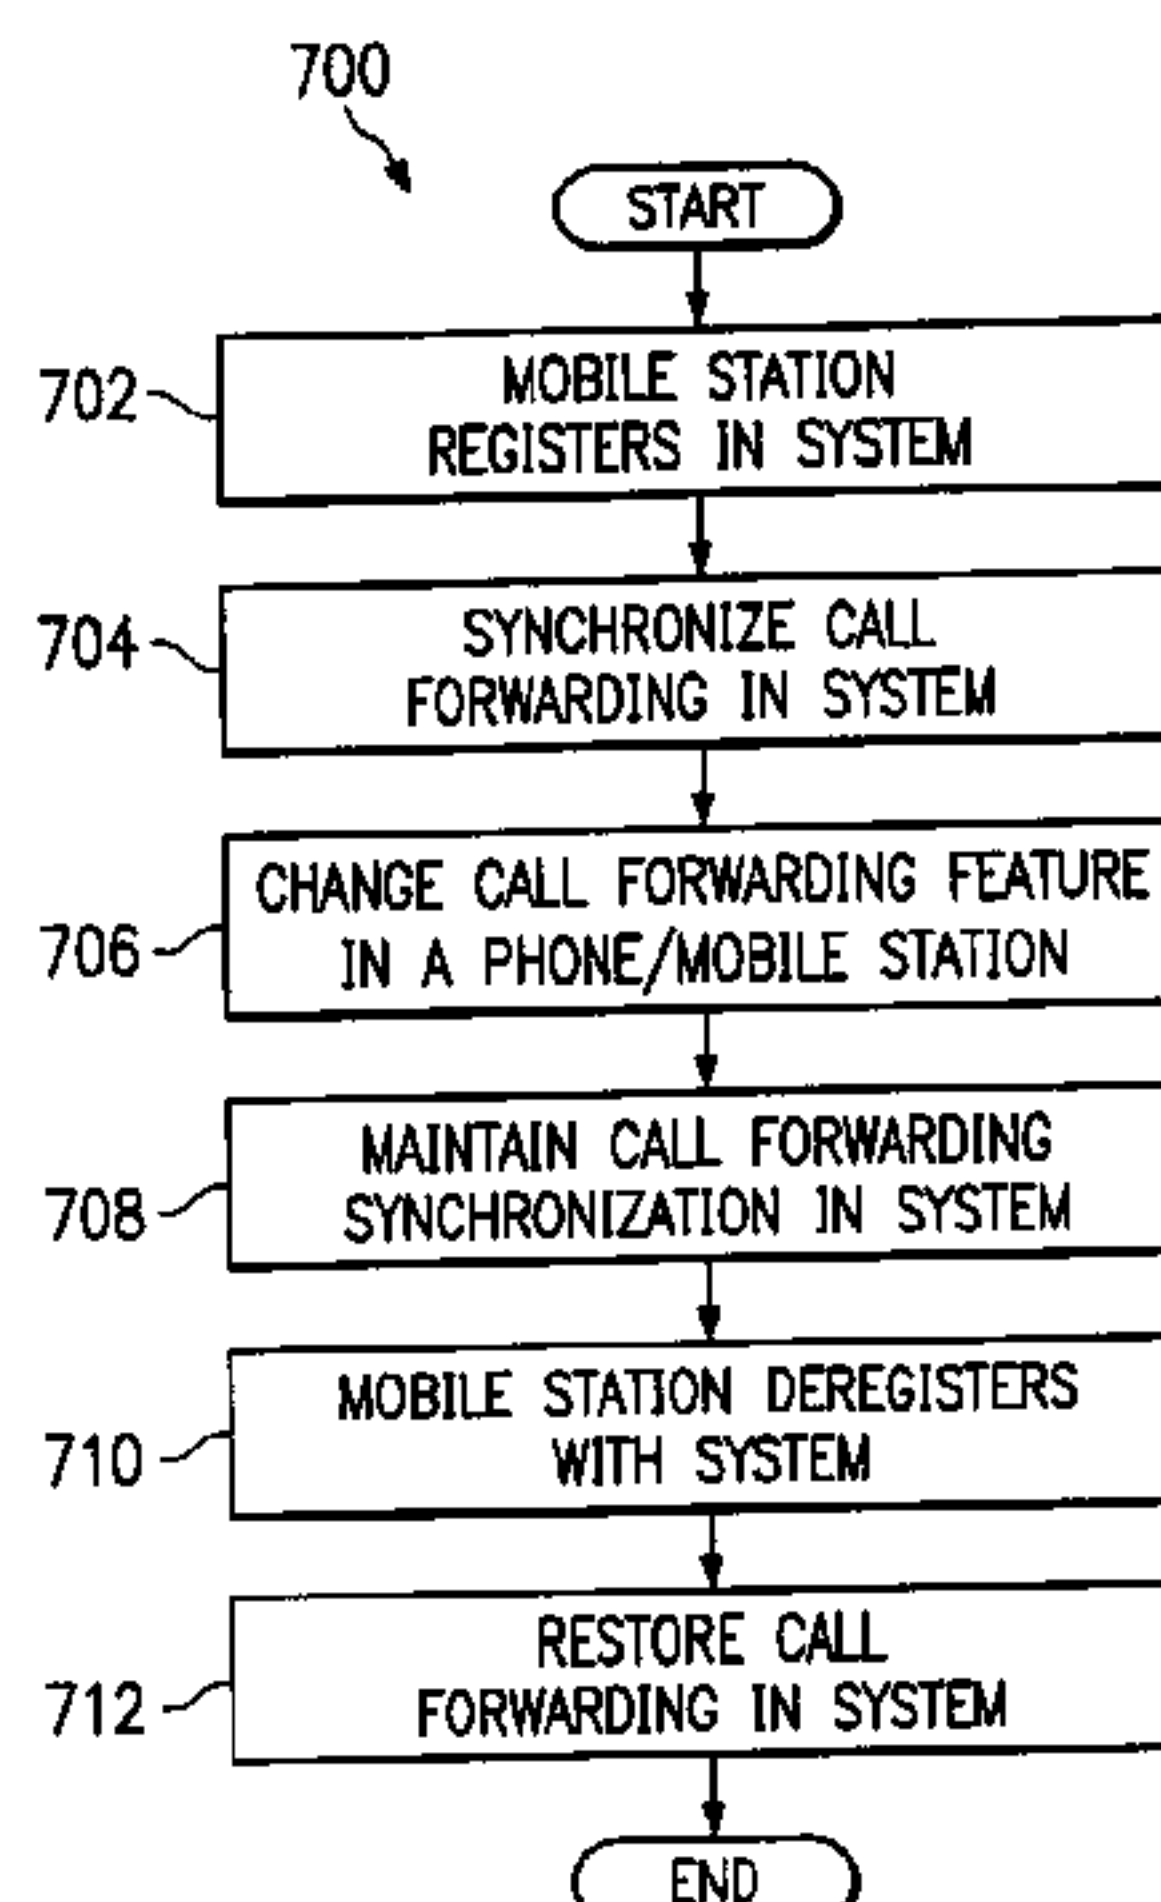 700
START
702
MOBILE STATION
REGISTERS IN SYSTEM
704
SYNCHRONIZE CALL
FORWARDING IN SYSTEM
706
CHANGE CALL FORWARDING FEATURE
IN A PHONE/MOBILE STATION
708
MAINTAIN CALL FORWARDING
SYNCHRONIZATION IN SYSTEM
710
MOBILE STATION DEREGISTERS
WITH SYSTEM
712
RESTORE CALL
FORWARDING IN SYSTEM
END